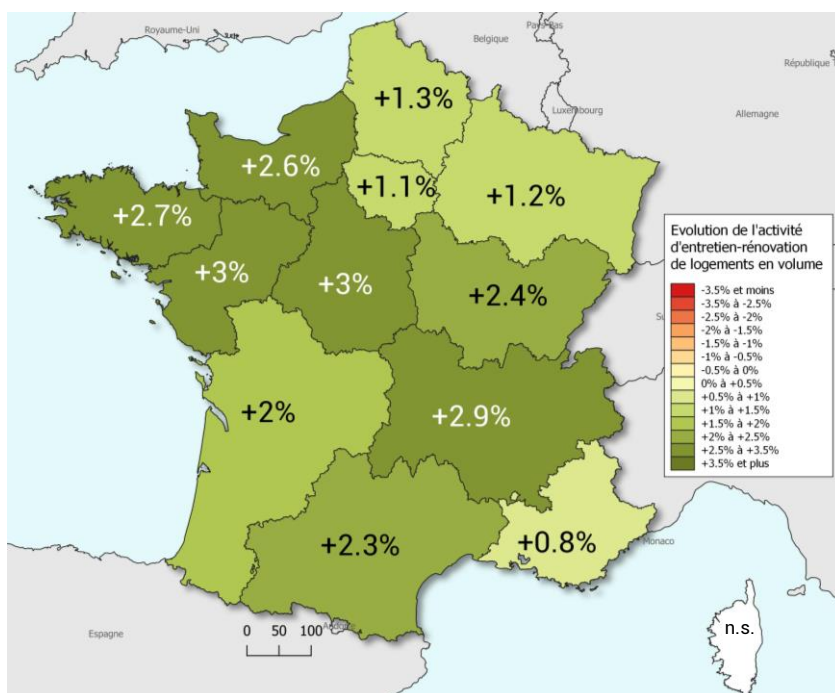 Royaume-Uni
Pays-Bas
Belgique
République T
Luxembourg
Allemagne
+1.3%
+2.6%
+1.1%
+1.2%
+2.7%
+3%
+3%
+2.4%
+2%
+2.9%
+2.3%
+0.8%
Monaco
Espagne
0 50 100
n.s.
Su
Evolution de l'activité
d'entretien-rénovation
de logements en volume
-3.5% et moins
-3.5% à -2.5%
-2.5% à -2%
-2% à -1.5%
-1.5% à -1%
-1% à -0.5%
-0.5% à 0%
0% à +0.5%
+0.5% à +1%
+1% à +1.5%
+1.5% à +2%
+2% à +2.5%
+2.5% à +3.5%
+3.5% et plus